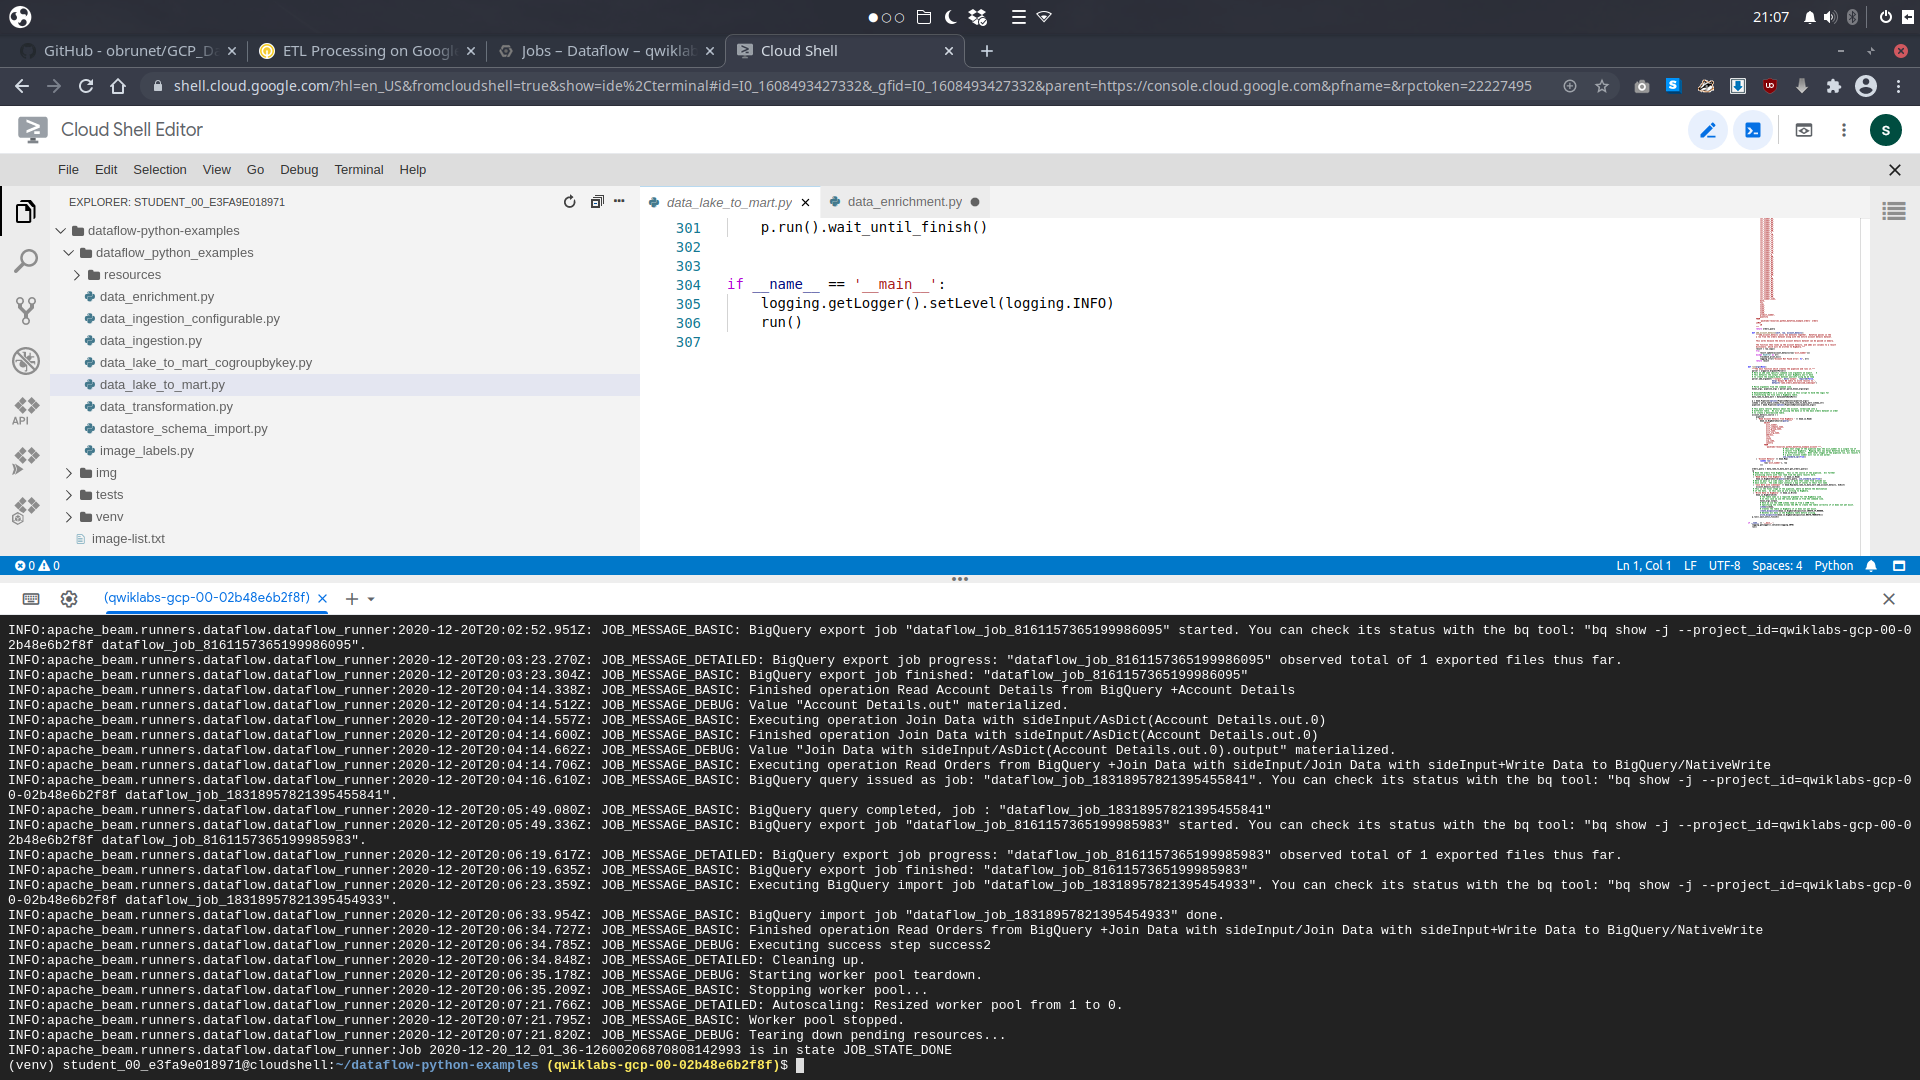 21:07
GitHub - obrunet/GCP_Da
ETL Processing on Google
Jobs – Dataflow – qwiklab
Cloud Shell
shell.cloud.google.com/?hl=en_US&fromcloudshell=true&show=ide%2Cterminal#id=I0_1608493427332&_gfid=I0_1608493427332&parent=https://console.cloud.google.com&pfname=&rpctoken=22227495
Cloud Shell Editor
S
File Edit Selection View Go Debug Terminal Help
EXPLORER: STUDENT_00_E3FA9E018971
dataflow-python-examples
dataflow_python_examples
resources
data_enrichment.py
data_ingestion_configurable.py
data_ingestion.py
data_lake_to_mart_cogroupbykey.py
data_lake_to_mart.py
data_transformation.py
datastore_schema_import.py
image_labels.py
img
tests
venv
image-list.txt
API
data_lake_to_mart.py
data_enrichment.py
301 p.run().wait_until_finish()
302
303
304 if __name__ == '__main__':
305 logging.getLogger().setLevel(logging.INFO)
306 run()
307
0 0
Ln 1, Col 1 LF UTF-8 Spaces: 4 Python
(qwiklabs-gcp-00-02b48e6b2f8f)
INFO:apache_beam.runners.dataflow.dataflow_runner:2020-12-20T20:02:52.951Z: JOB_MESSAGE_BASIC: BigQuery export job "dataflow_job_8161157365199986095" started. You can check its status with the bq tool: "bq show -j --project_id=qwiklabs-gcp-00-0
2b48e6b2f8f dataflow_job_8161157365199986095".
INFO:apache_beam.runners.dataflow.dataflow_runner:2020-12-20T20:03:23.270Z: JOB_MESSAGE_DETAILED: BigQuery export job progress: "dataflow_job_8161157365199986095" observed total of 1 exported files thus far.
INFO:apache_beam.runners.dataflow.dataflow_runner:2020-12-20T20:03:23.304Z: JOB_MESSAGE_BASIC: BigQuery export job finished: "dataflow_job_8161157365199986095"
INFO:apache_beam.runners.dataflow.dataflow_runner:2020-12-20T20:04:14.338Z: JOB_MESSAGE_BASIC: Finished operation Read Account Details from BigQuery +Account Details
INFO:apache_beam.runners.dataflow.dataflow_runner:2020-12-20T20:04:14.512Z: JOB_MESSAGE_DEBUG: Value "Account Details.out" materialized.
INFO:apache_beam.runners.dataflow.dataflow_runner:2020-12-20T20:04:14.557Z: JOB_MESSAGE_BASIC: Executing operation Join Data with sideInput/AsDict(Account Details.out.0)
INFO:apache_beam.runners.dataflow.dataflow_runner:2020-12-20T20:04:14.600Z: JOB_MESSAGE_BASIC: Finished operation Join Data with sideInput/AsDict(Account Details.out.0)
INFO:apache_beam.runners.dataflow.dataflow_runner:2020-12-20T20:04:14.662Z: JOB_MESSAGE_DEBUG: Value "Join Data with sideInput/AsDict(Account Details.out.0).output" materialized.
INFO:apache_beam.runners.dataflow.dataflow_runner:2020-12-20T20:04:14.706Z: JOB_MESSAGE_BASIC: Executing operation Read Orders from BigQuery +Join Data with sideInput/Join Data with sideInput+Write Data to BigQuery/NativeWrite
INFO:apache_beam.runners.dataflow.dataflow_runner:2020-12-20T20:04:16.610Z: JOB_MESSAGE_BASIC: BigQuery query issued as job: "dataflow_job_18318957821395455841". You can check its status with the bq tool: "bq show -j --project_id=qwiklabs-gcp-0
0-02b48e6b2f8f dataflow_job_18318957821395455841".
INFO:apache_beam.runners.dataflow.dataflow_runner:2020-12-20T20:05:49.080Z: JOB_MESSAGE_BASIC: BigQuery query completed, job : "dataflow_job_18318957821395455841"
INFO:apache_beam.runners.dataflow.dataflow_runner:2020-12-20T20:05:49.336Z: JOB_MESSAGE_BASIC: BigQuery export job "dataflow_job_8161157365199985983" started. You can check its status with the bq tool: "bq show -j --project_id=qwiklabs-gcp-00-0
2b48e6b2f8f dataflow_job_8161157365199985983".
INFO:apache_beam.runners.dataflow.dataflow_runner:2020-12-20T20:06:19.617Z: JOB_MESSAGE_DETAILED: BigQuery export job progress: "dataflow_job_8161157365199985983" observed total of 1 exported files thus far.
INFO:apache_beam.runners.dataflow.dataflow_runner:2020-12-20T20:06:19.635Z: JOB_MESSAGE_BASIC: BigQuery export job finished: "dataflow_job_8161157365199985983"
INFO:apache_beam.runners.dataflow.dataflow_runner:2020-12-20T20:06:23.359Z: JOB_MESSAGE_BASIC: Executing BigQuery import job "dataflow_job_18318957821395454933". You can check its status with the bq tool: "bq show -j --project_id=qwiklabs-gcp-0
0-02b48e6b2f8f dataflow_job_18318957821395454933".
INFO:apache_beam.runners.dataflow.dataflow_runner:2020-12-20T20:06:33.954Z: JOB_MESSAGE_BASIC: BigQuery import job "dataflow_job_18318957821395454933" done.
INFO:apache_beam.runners.dataflow.dataflow_runner:2020-12-20T20:06:34.727Z: JOB_MESSAGE_BASIC: Finished operation Read Orders from BigQuery +Join Data with sideInput/Join Data with sideInput+Write Data to BigQuery/NativeWrite
INFO:apache_beam.runners.dataflow.dataflow_runner:2020-12-20T20:06:34.785Z: JOB_MESSAGE_DEBUG: Executing success step success2
INFO:apache_beam.runners.dataflow.dataflow_runner:2020-12-20T20:06:34.848Z: JOB_MESSAGE_DETAILED: Cleaning up.
INFO:apache_beam.runners.dataflow.dataflow_runner:2020-12-20T20:06:35.178Z: JOB_MESSAGE_DEBUG: Starting worker pool teardown.
INFO:apache_beam.runners.dataflow.dataflow_runner:2020-12-20T20:06:35.209Z: JOB_MESSAGE_BASIC: Stopping worker pool...
INFO:apache_beam.runners.dataflow.dataflow_runner:2020-12-20T20:07:21.766Z: JOB_MESSAGE_DETAILED: Autoscaling: Resized worker pool from 1 to 0.
INFO:apache_beam.runners.dataflow.dataflow_runner:2020-12-20T20:07:21.795Z: JOB_MESSAGE_BASIC: Worker pool stopped.
INFO:apache_beam.runners.dataflow.dataflow_runner:2020-12-20T20:07:21.820Z: JOB_MESSAGE_DEBUG: Tearing down pending resources...
INFO:apache_beam.runners.dataflow.dataflow_runner:Job 2020-12-20_12_01_36-12600206870808142993 is in state JOB_STATE_DONE
(venv) student_00_e3fa9e018971@cloudshell:~/dataflow-python-examples (qwiklabs-gcp-00-02b48e6b2f8f)$